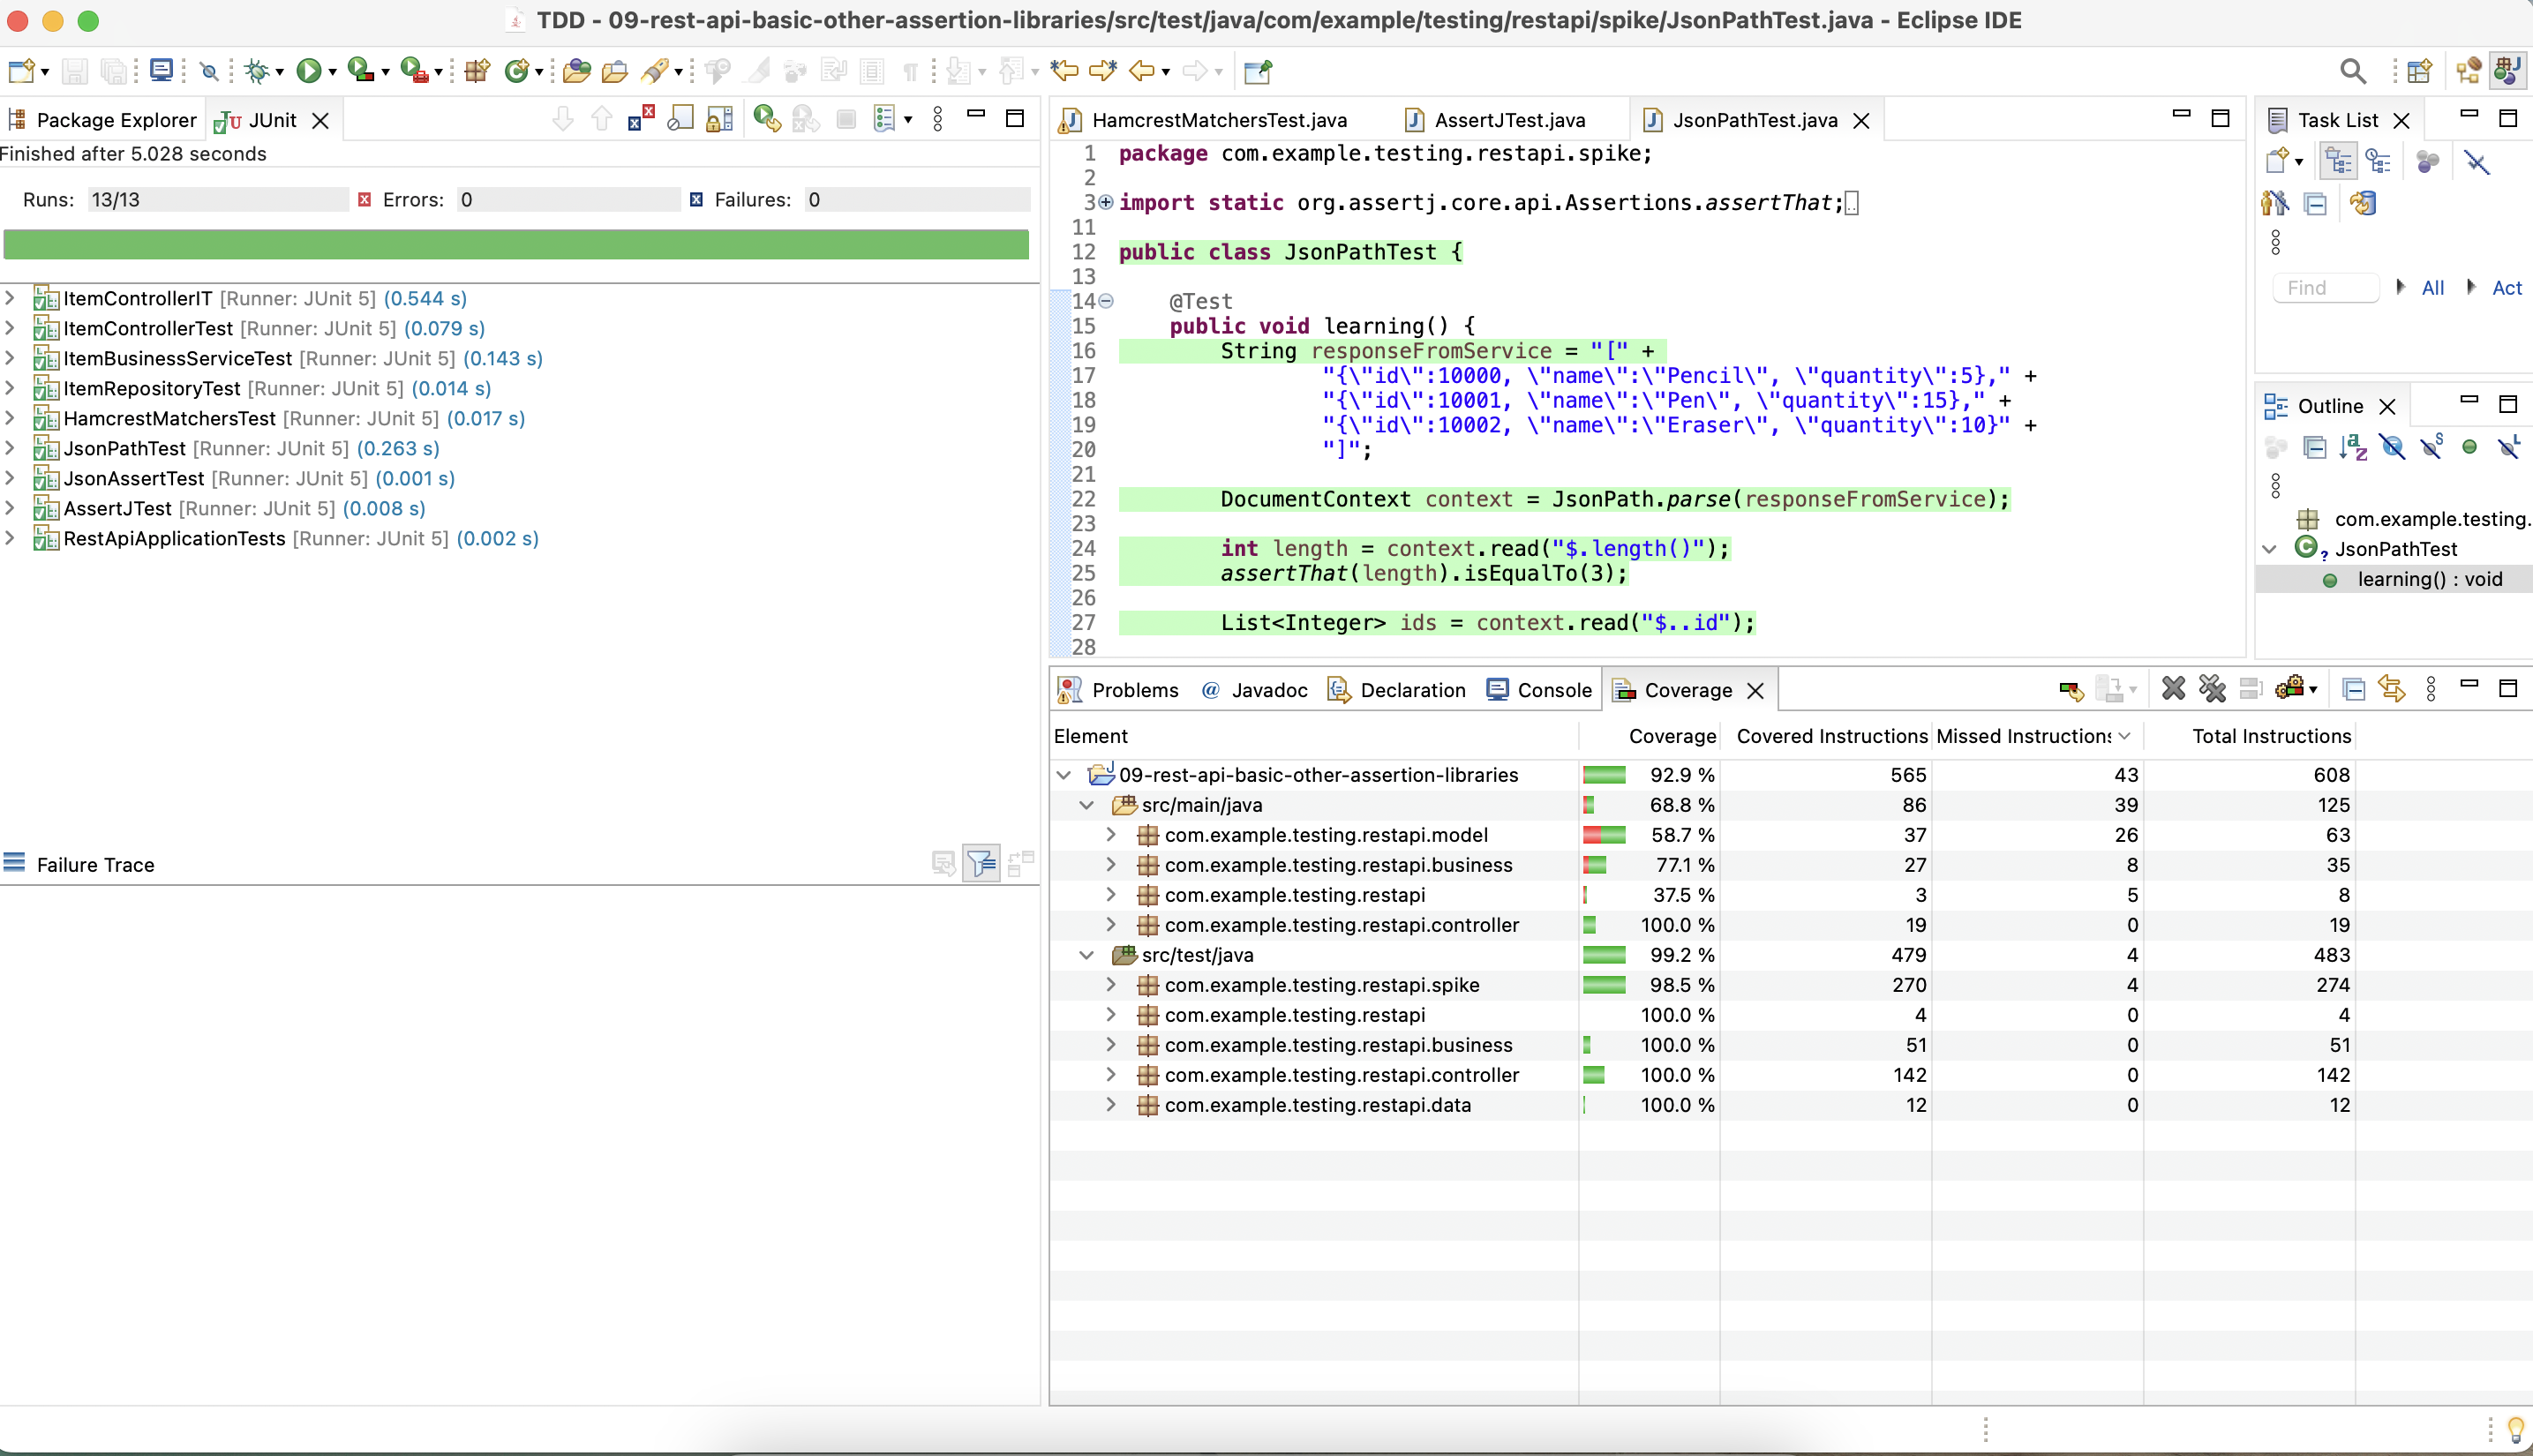 TDD - 09-rest-api-basic-other-assertion-libraries/src/test/java/com/example/testing/restapi/spike/JsonPathTest.java - Eclipse IDE
Package Explorer
JUnit
Finished after 5.028 seconds
Runs: 13/13 Errors: 0 Failures: 0
ItemControllerIT [Runner: JUnit 5] (0.544 s)
ItemControllerTest [Runner: JUnit 5] (0.079 s)
ItemBusinessServiceTest [Runner: JUnit 5] (0.143 s)
ItemRepositoryTest [Runner: JUnit 5] (0.014 s)
HamcrestMatchersTest [Runner: JUnit 5] (0.017 s)
JsonPathTest [Runner: JUnit 5] (0.263 s)
JsonAssertTest [Runner: JUnit 5] (0.001 s)
AssertJTest [Runner: JUnit 5] (0.008 s)
RestApiApplicationTests [Runner: JUnit 5] (0.002 s)
Failure Trace
HamcrestMatchersTest.java AssertJTest.java JsonPathTest.java
1 package com.example.testing.restapi.spike;
2
3 import static org.assertj.core.api.Assertions.assertThat;
11
12 public class JsonPathTest {
13
14 @Test
15 public void learning() {
16 String responseFromService = "[" +
17 "{\"id\":10000, \"name\":\"Pencil\", \"quantity\":5}," +
18 "{\"id\":10001, \"name\":\"Pen\", \"quantity\":15}," +
19 "{\"id\":10002, \"name\":\"Eraser\", \"quantity\":10}" +
20 "]";
21
22 DocumentContext context = JsonPath.parse(responseFromService);
23
24 int length = context.read("$.length()");
25 assertThat(length).isEqualTo(3);
26
27 List<Integer> ids = context.read("$..id");
28
Task List
Find All Act
Outline
com.example.testing.
JsonPathTest
learning() : void
Problems @ Javadoc Declaration Console Coverage
Element Coverage Covered Instructions Missed Instructions Total Instructions
09-rest-api-basic-other-assertion-libraries 92.9 % 565 43 608
src/main/java 68.8 % 86 39 125
com.example.testing.restapi.model 58.7 % 37 26 63
com.example.testing.restapi.business 77.1 % 27 8 35
com.example.testing.restapi 37.5 % 3 5 8
com.example.testing.restapi.controller 100.0 % 19 0 19
src/test/java 99.2 % 479 4 483
com.example.testing.restapi.spike 98.5 % 270 4 274
com.example.testing.restapi 100.0 % 4 0 4
com.example.testing.restapi.business 100.0 % 51 0 51
com.example.testing.restapi.controller 100.0 % 142 0 142
com.example.testing.restapi.data 100.0 % 12 0 12